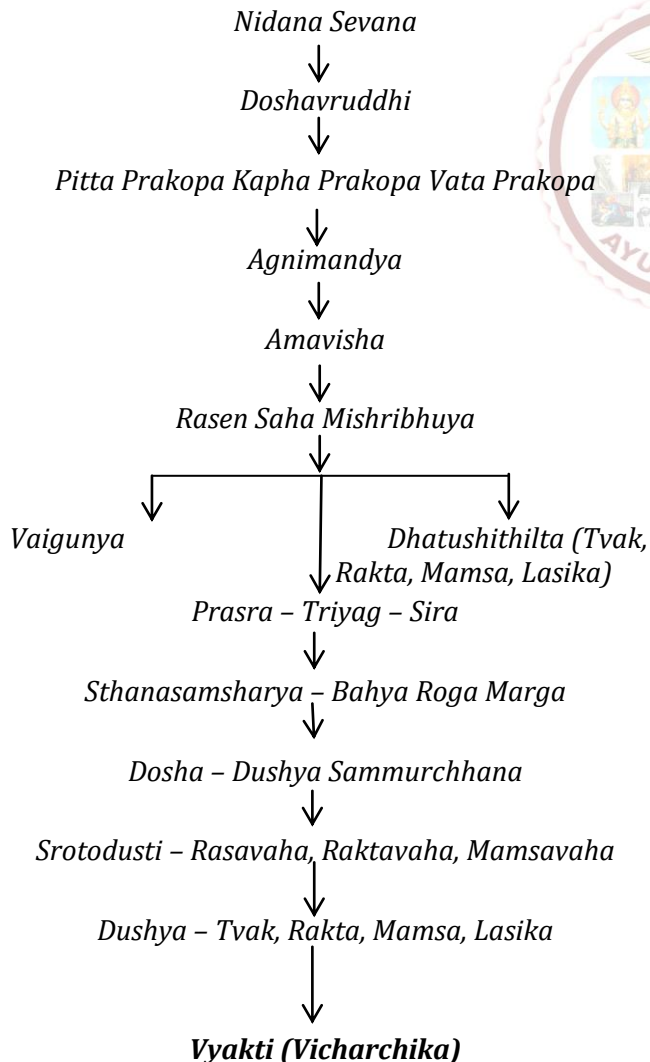 Nidana Sevana
Doshavruddhi
Pitta Prakopa Kapha Prakopa Vata Prakopa
Agnimandya
Amavisha
Rasen Saha Mishribhuya
Vaigunya
Dhatushithilta (Tvak,
Rakta, Mamsa, Lasika)
Prasra – Triyag – Sira
Sthanasamsharya – Bahya Roga Marga
Dosha – Dushya Sammurchhana
Srotodusti – Rasavaha, Raktavaha, Mamsavaha
Dushya – Tvak, Rakta, Mamsa, Lasika
Vyakti (Vicharchika)